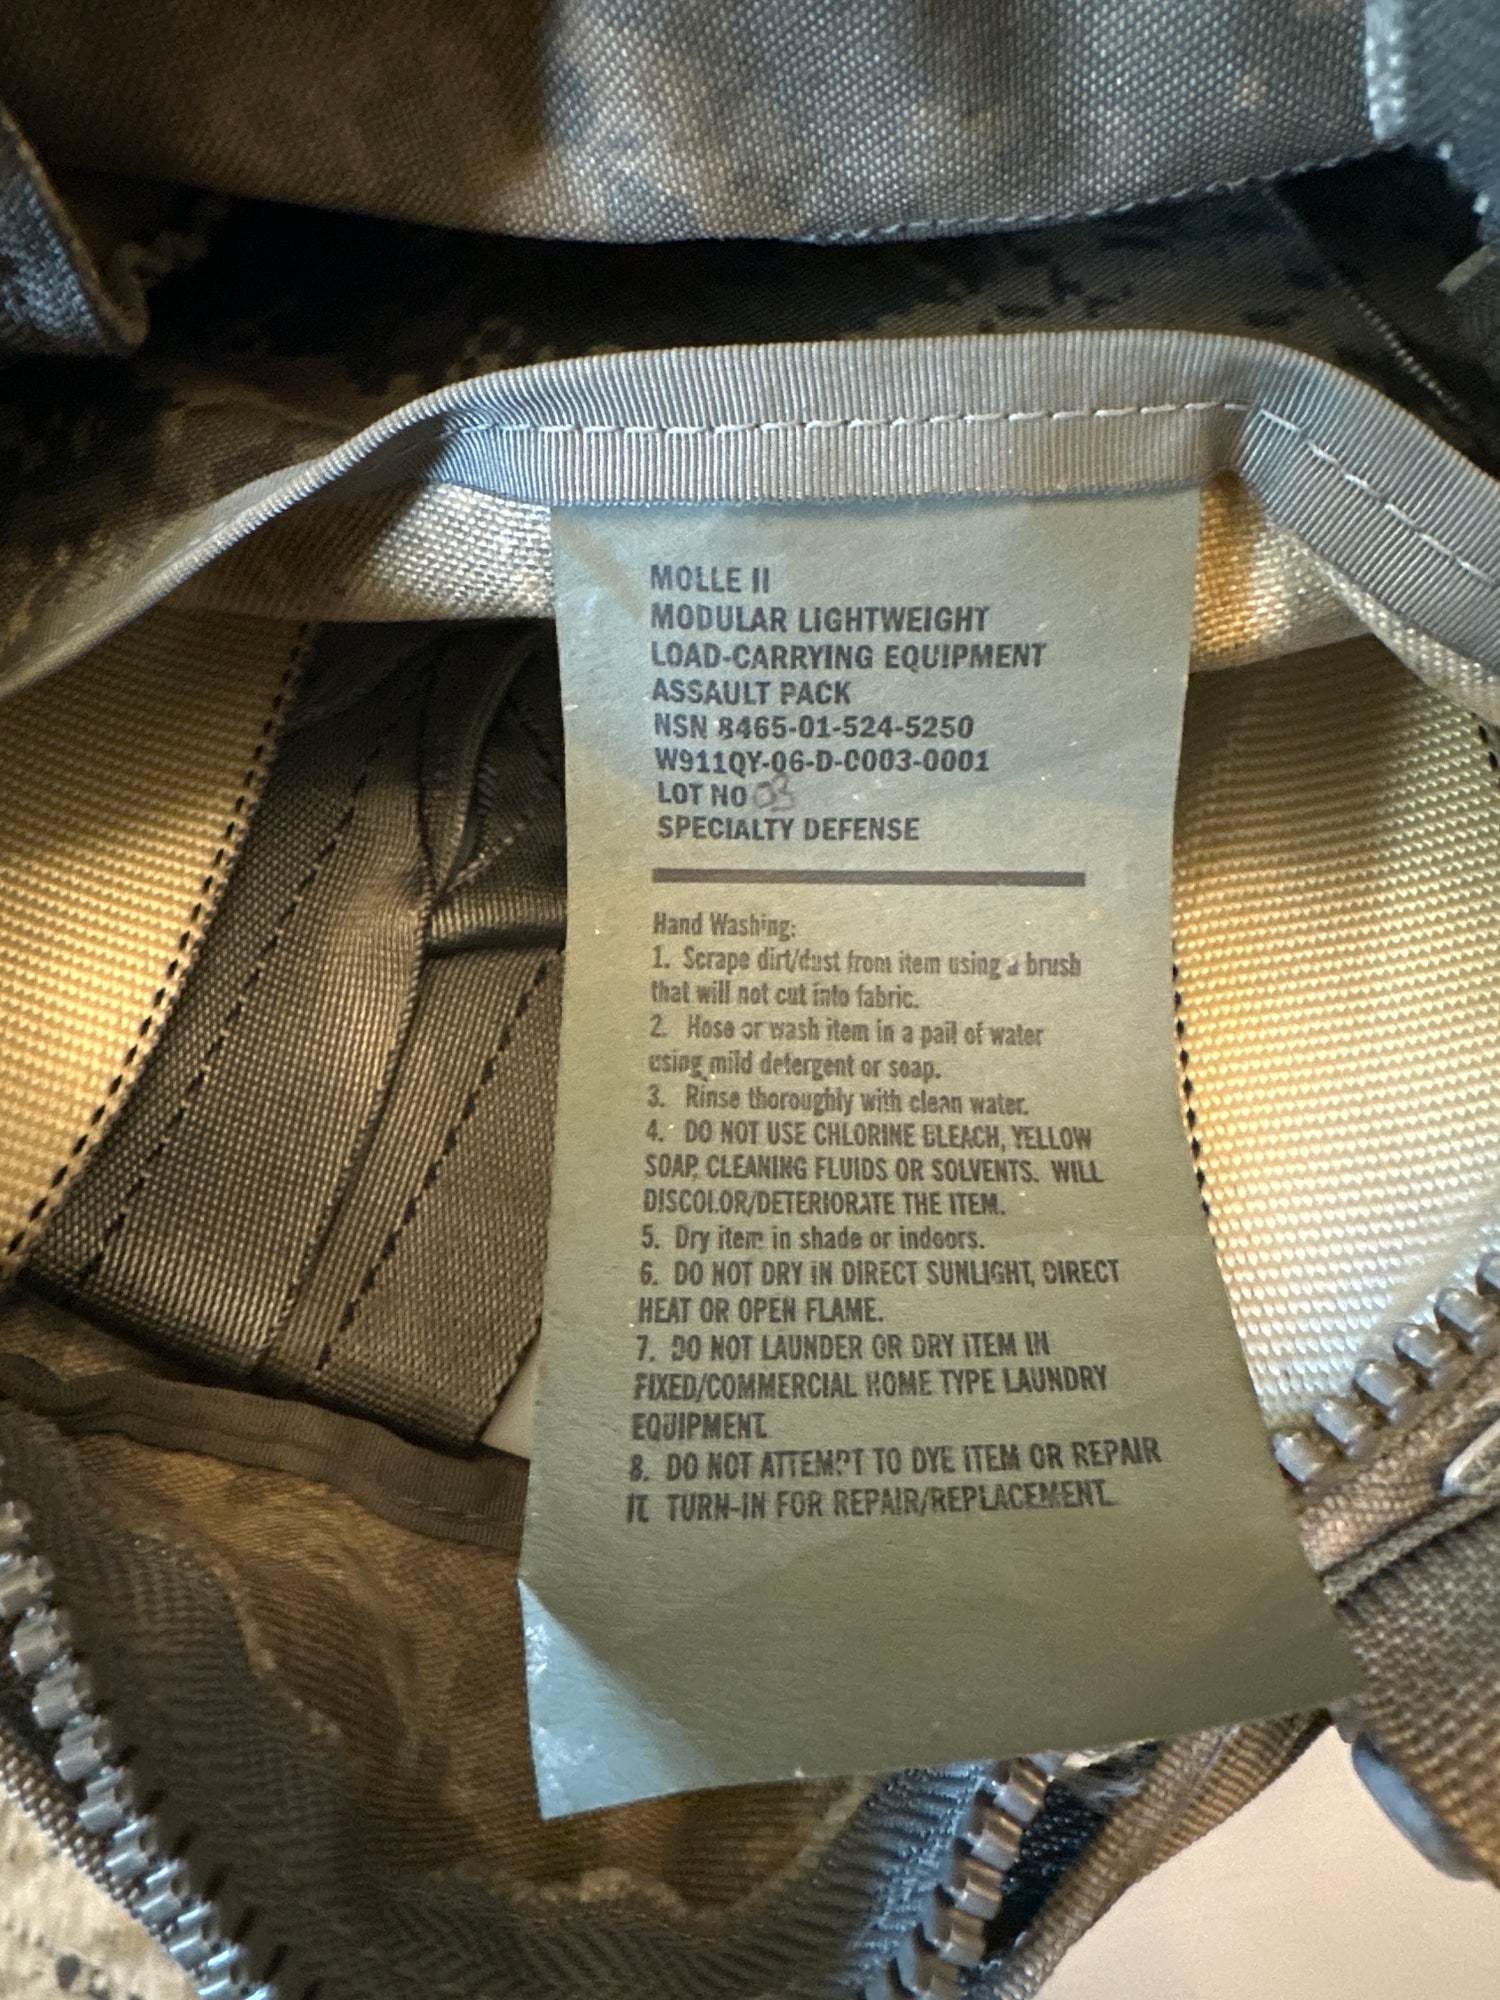 MOLLE II
MODULAR LIGHTWEIGHT
LOAD-CARRYING EQUIPMENT
ASSAULT PACK
NSN 8465-01-524-5250
W911QY-06-D-C003-0001
LOT NO 03
SPECIALTY DEFENSE
Hand Washing:
1. Scrape dirt/dust from item using a brush
that will not cut into fabric.
2. Hose or wash item in a pail of water
using mild detergent or soap.
3. Rinse thoroughly with clean water.
4. DO NOT USE CHLORINE BLEACH, YELLOW
SOAP, CLEANING FLUIDS OR SOLVENTS. WILL
DISCOLOR/DETERIORATE THE ITEM.
5. Dry item in shade or indoors.
6. DO NOT DRY IN DIRECT SUNLIGHT, DIRECT
HEAT OR OPEN FLAME.
7. DO NOT LAUNDER OR DRY ITEM IN
FIXED/COMMERCIAL HOME TYPE LAUNDRY
EQUIPMENT.
8. DO NOT ATTEMPT TO DYE ITEM OR REPAIR
IT. TURN-IN FOR REPAIR/REPLACEMENT.